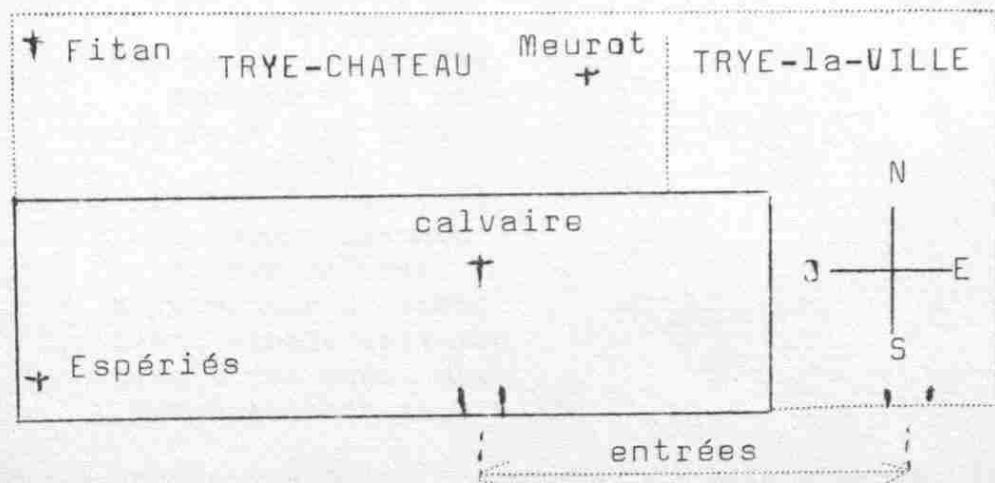 Fitan
TRYE-CHATEAU
Meurot
TRYE-la-VILLE
N
calvaire
O E
S
Espériés
entrées